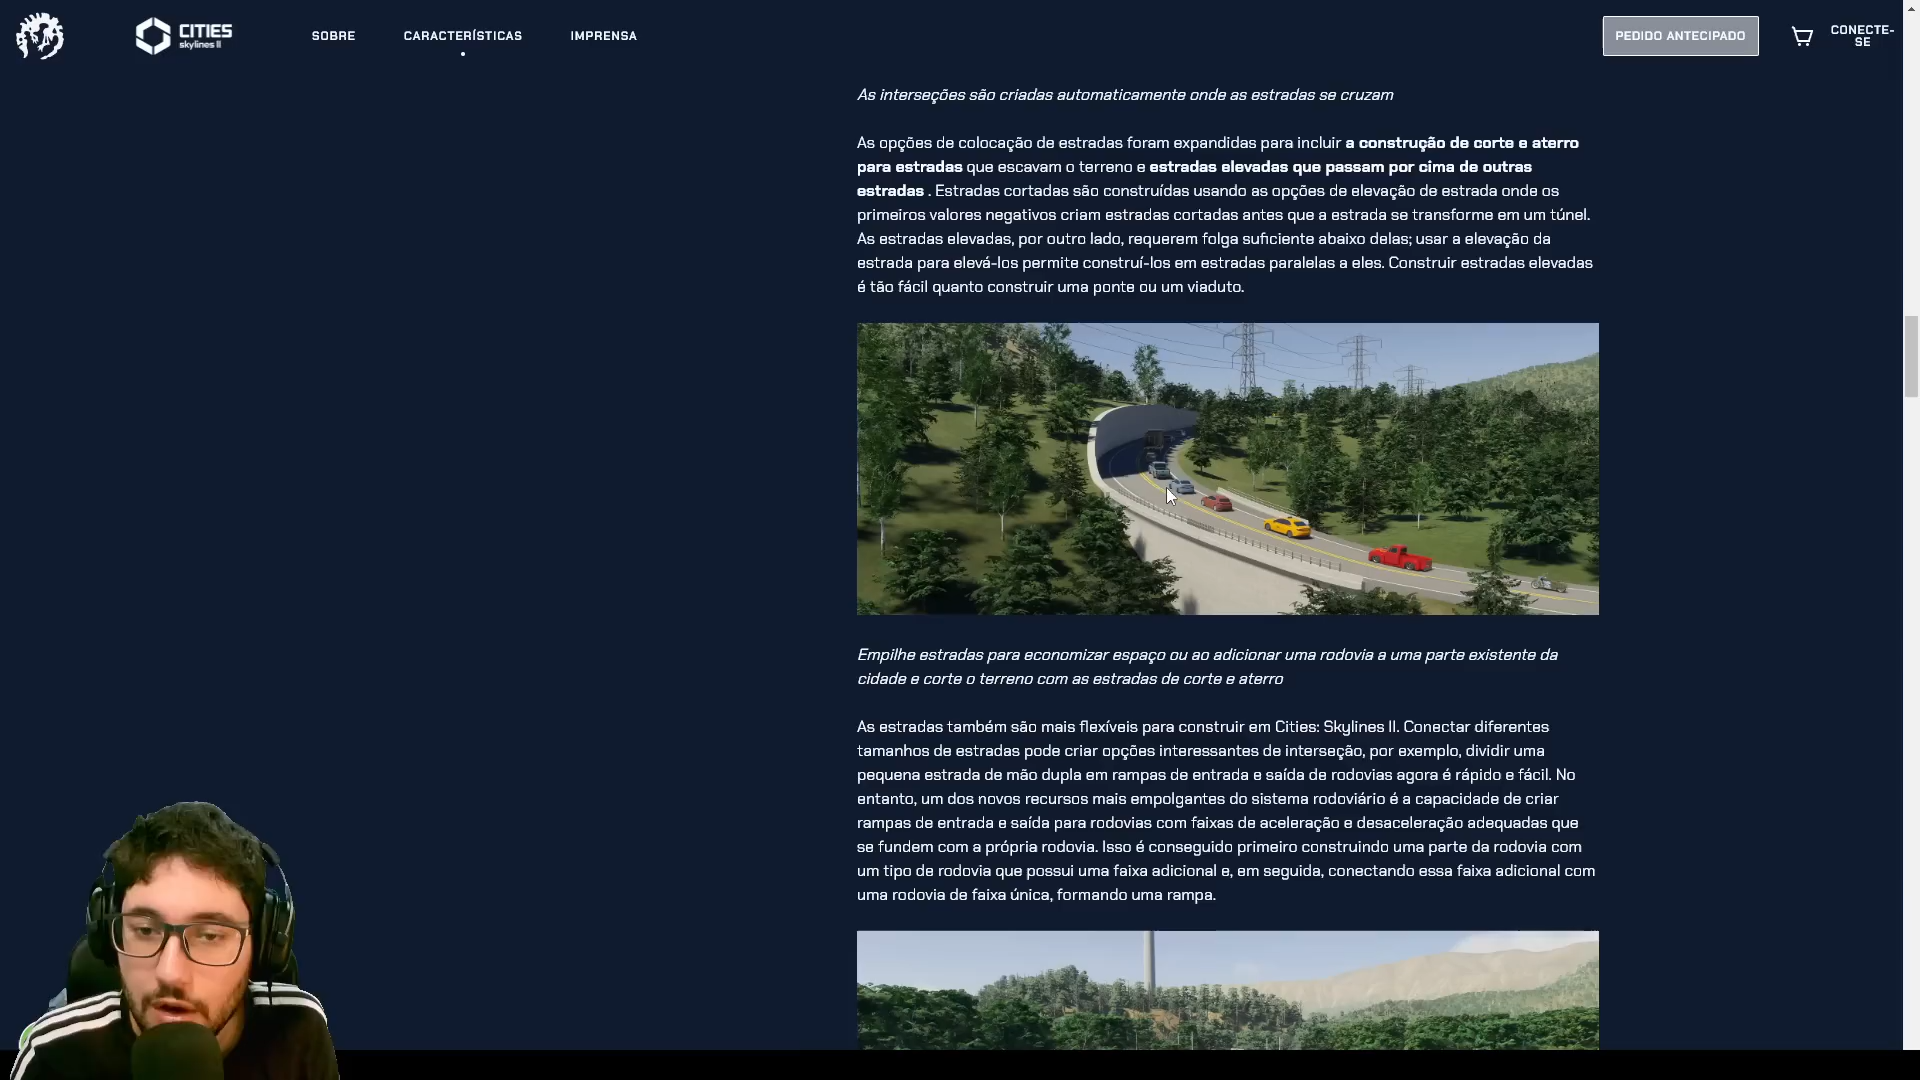 CITIES
skylines II
SOBRE
CARACTERÍSTICAS
IMPRENSA
PEDIDO ANTECIPADO
CONECTE-
SE
As interseções são criadas automaticamente onde as estradas se cruzam
As opções de colocação de estradas foram expandidas para incluir a construção de corte e aterro
para estradas que escavam o terreno e estradas elevadas que passam por cima de outras
estradas . Estradas cortadas são construídas usando as opções de elevação de estrada onde os
primeiros valores negativos criam estradas cortadas antes que a estrada se transforme em um túnel.
As estradas elevadas, por outro lado, requerem folga suficiente abaixo delas; usar a elevação da
estrada para elevá-los permite construí-los em estradas paralelas a eles. Construir estradas elevadas
é tão fácil quanto construir uma ponte ou um viaduto.
Empilhe estradas para economizar espaço ou ao adicionar uma rodovia a uma parte existente da
cidade e corte o terreno com as estradas de corte e aterro
As estradas também são mais flexíveis para construir em Cities: Skylines II. Conectar diferentes
tamanhos de estradas pode criar opções interessantes de interseção, por exemplo, dividir uma
pequena estrada de mão dupla em rampas de entrada e saída de rodovias agora é rápido e fácil. No
entanto, um dos novos recursos mais empolgantes do sistema rodoviário é a capacidade de criar
rampas de entrada e saída para rodovias com faixas de aceleração e desaceleração adequadas que
se fundem com a própria rodovia. Isso é conseguido primeiro construindo uma parte da rodovia com
um tipo de rodovia que possui uma faixa adicional e, em seguida, conectando essa faixa adicional com
uma rodovia de faixa única, formando uma rampa.